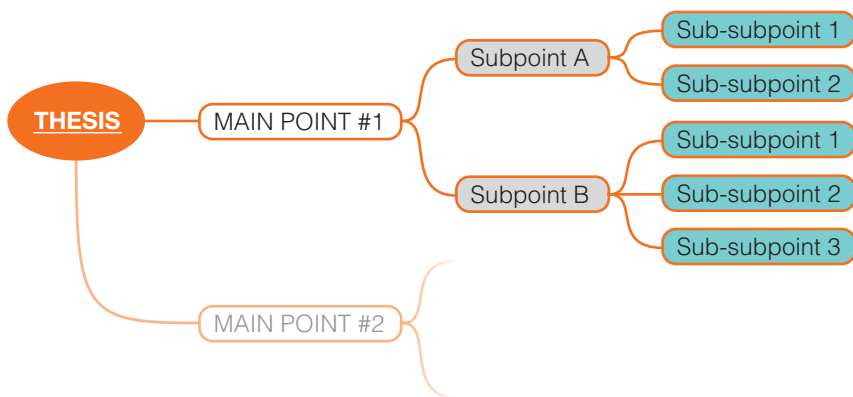 THESIS
MAIN POINT #1
Subpoint A
Sub-subpoint 1
Sub-subpoint 2
Subpoint B
Sub-subpoint 1
Sub-subpoint 2
Sub-subpoint 3
MAIN POINT #2